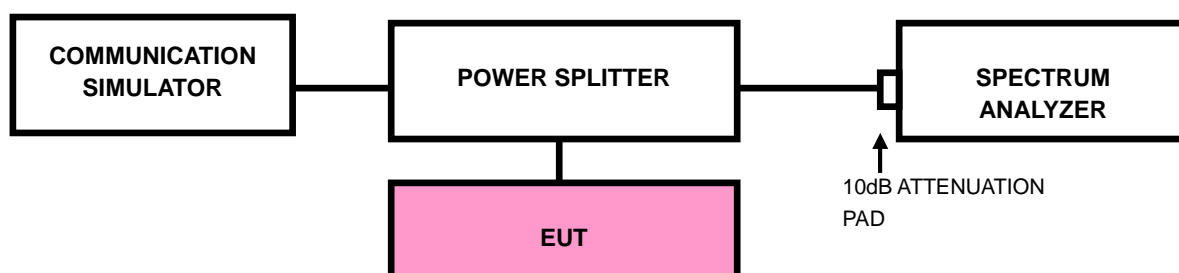 COMMUNICATION
SIMULATOR
POWER SPLITTER
SPECTRUM
ANALYZER
10dB ATTENUATION
PAD
EUT